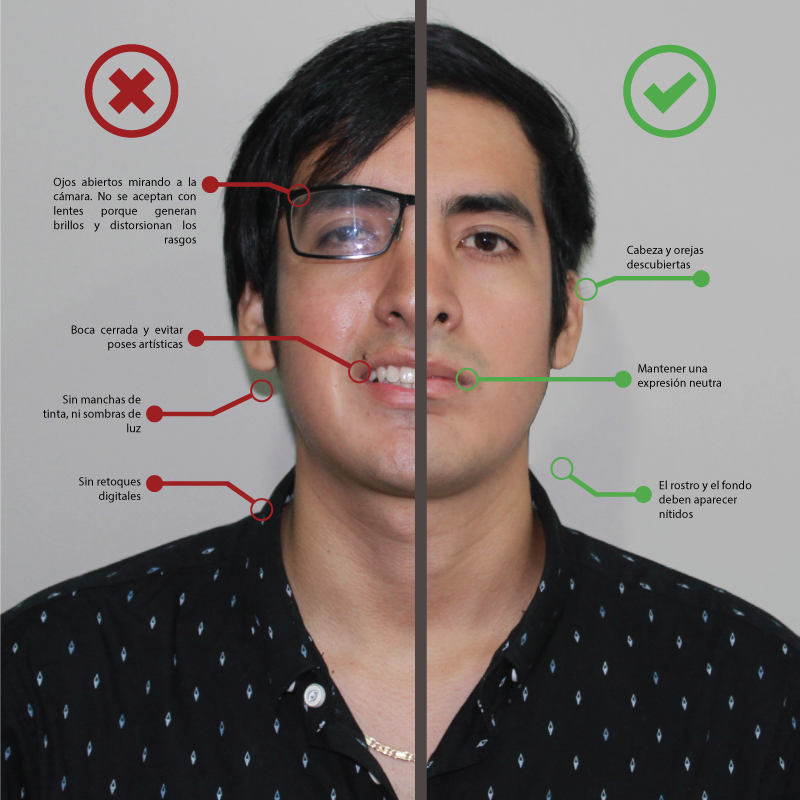 Ojos abiertos mirando a la
cámara. No se aceptan con
lentes porque generan
brillos y distorsionan los
rasgos
Boca cerrada y evitar
poses artísticas
Sin manchas de
tinta, ni sombras de
luz
Sin retoques
digitales
Cabeza y orejas
descubiertas
Mantener una
expresión neutra
El rostro y el fondo
deben aparecer
nítidos